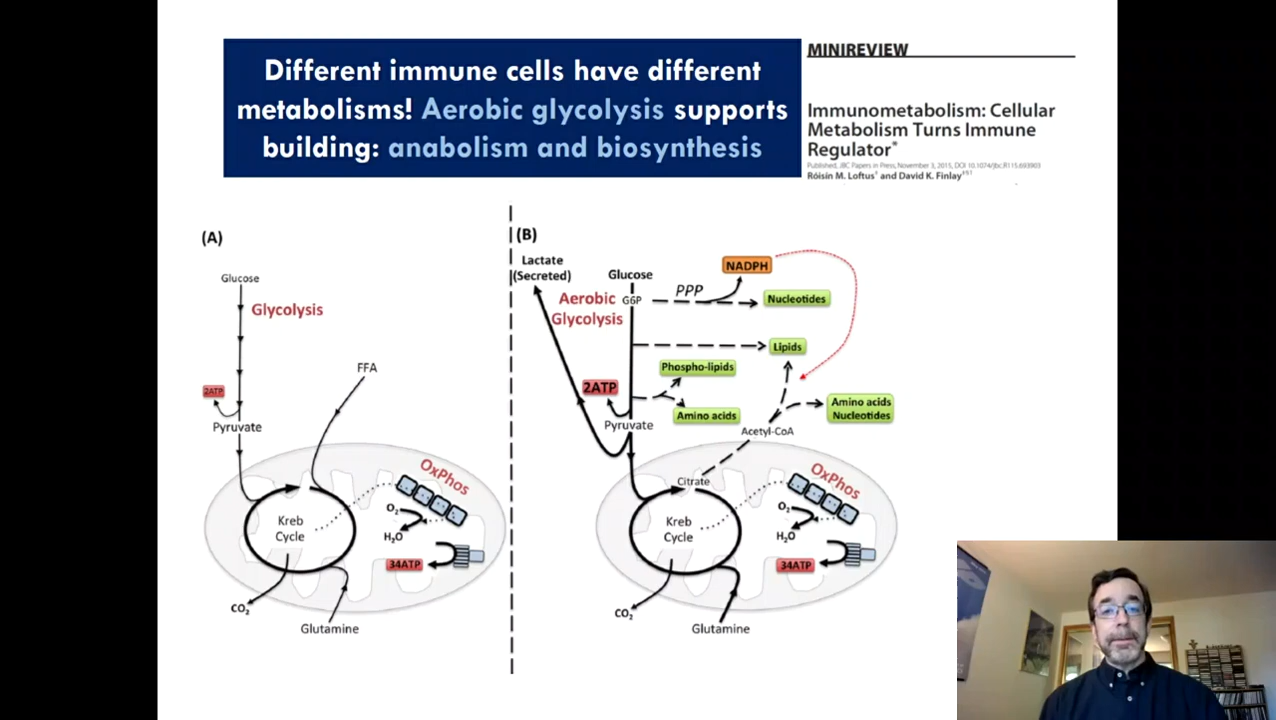 Different immune cells have different
metabolisms! Aerobic glycolysis supports
building: anabolism and biosynthesis
MINIREVIEW
Immunometabolism: Cellular
Metabolism Turns Immune
Regulator*
Published, JBC Papers in Press, November 3, 2015, DOI 10.1074/jbc.R115.693903
Róisín M. Loftus‡ and David K. Finlay‡§1
(A)
Glucose
Glycolysis
FFA
2ATP
Pyruvate
OxPhos
O2
H2O
Kreb
Cycle
34ATP
CO2
Glutamine
(B)
Lactate
(Secreted)
Glucose
NADPH
Aerobic
Glycolysis
G6P
PPP
Nucleotides
Lipids
Phospho-lipids
2ATP
Amino acids
Amino acids
Nucleotides
Pyruvate
Acetyl-CoA
Citrate
OxPhos
O2
H2O
Kreb
Cycle
34ATP
CO2
Glutamine